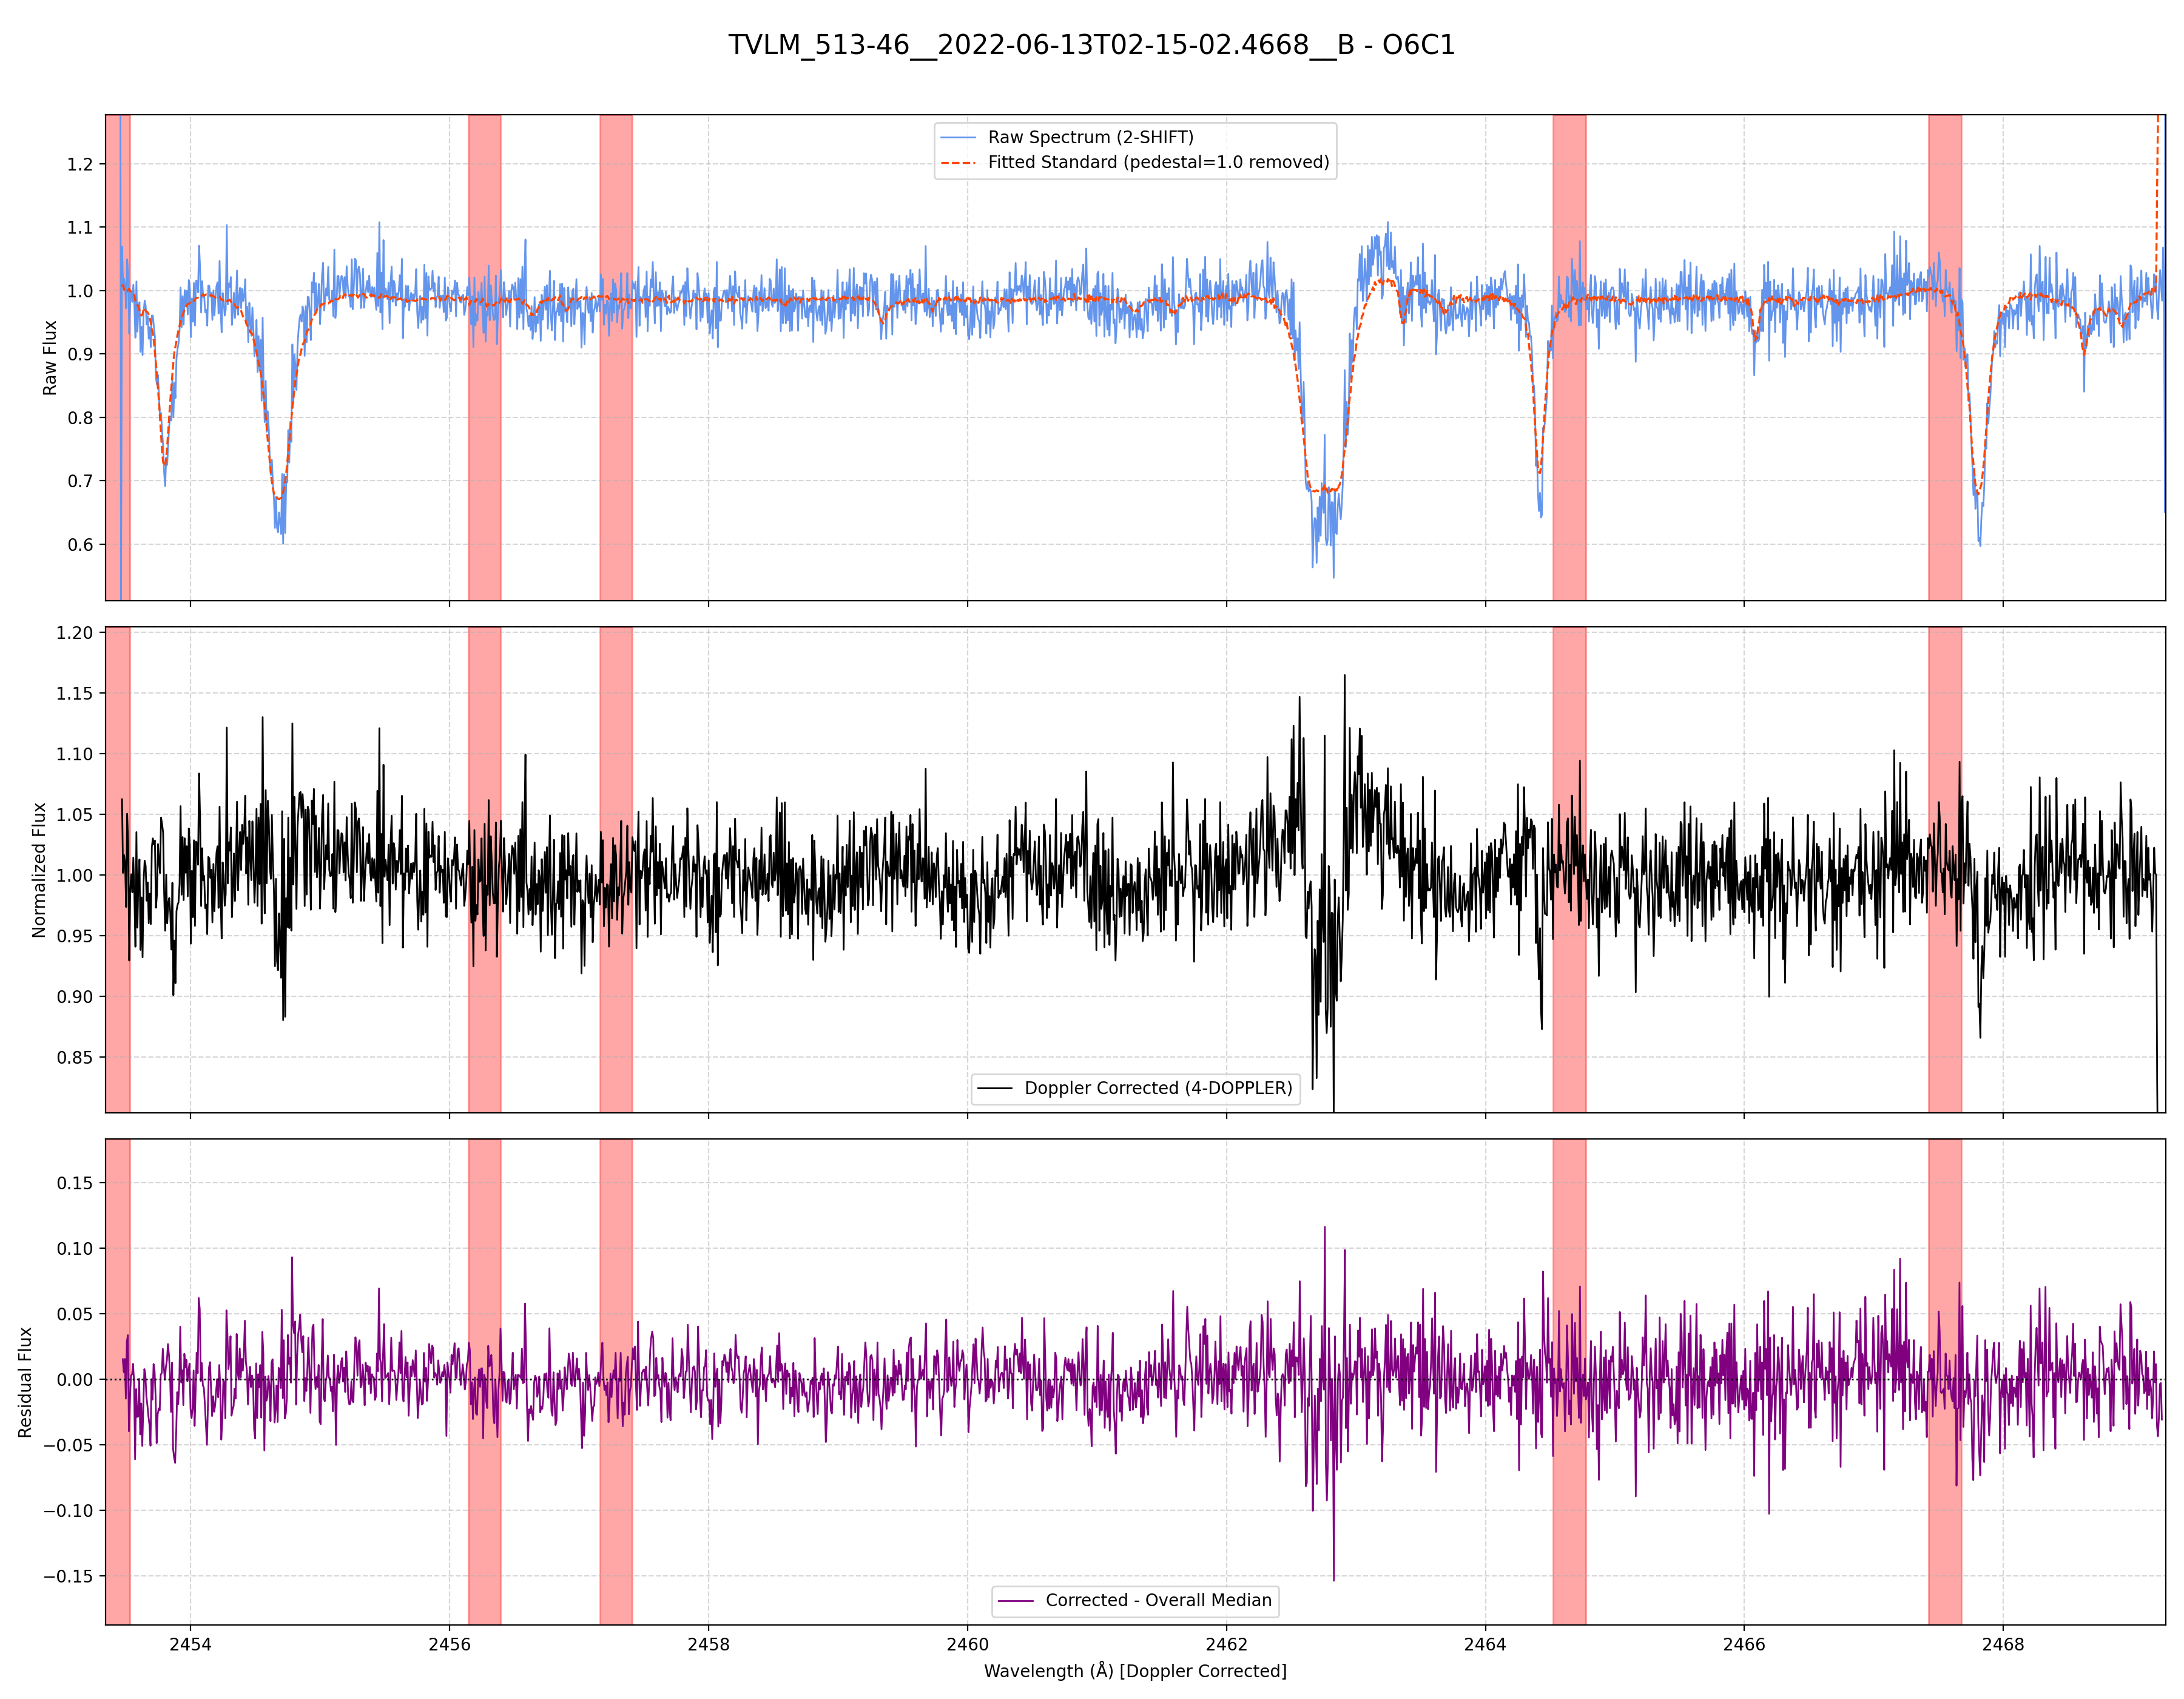 TVLM_513-46__2022-06-13T02-15-02.4668__B - O6C1
Raw Spectrum (2-SHIFT)
Fitted Standard (pedestal=1.0 removed)
Raw Flux
1.2
1.1
1.0
0.9
0.8
0.7
0.6
Normalized Flux
1.20
1.15
1.10
1.05
1.00
0.95
0.90
0.85
Doppler Corrected (4-DOPPLER)
Residual Flux
0.15
0.10
0.05
0.00
−0.05
−0.10
−0.15
Corrected - Overall Median
2454 2456 2458 2460 2462 2464 2466 2468
Wavelength (Å) [Doppler Corrected]